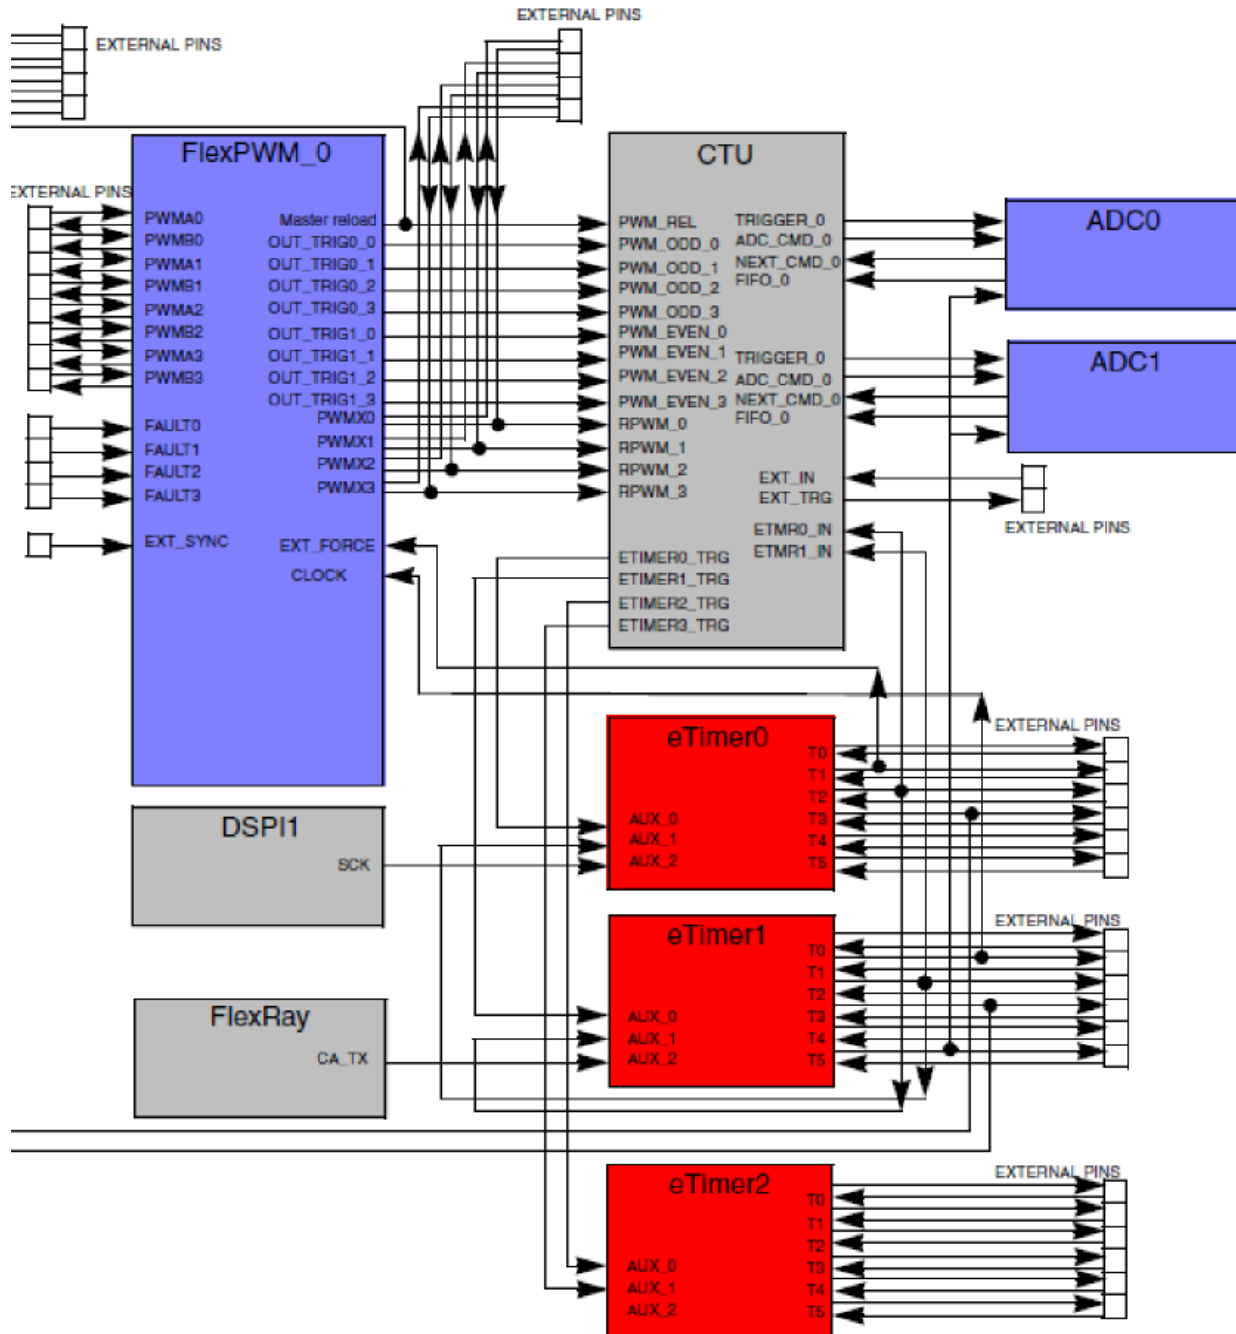 EXTERNAL PINS
EXTERNAL PINS
FlexPWM_0
EXTERNAL PINS
PWMA0
PWMB0
PWMA1
PWMB1
PWMA2
PWMB2
PWMA3
PWMB3
FAULT0
FAULT1
FAULT2
FAULT3
EXT_SYNC
Master reload
OUT_TRIG0_0
OUT_TRIG0_1
OUT_TRIG0_2
OUT_TRIG0_3
OUT_TRIG1_0
OUT_TRIG1_1
OUT_TRIG1_2
OUT_TRIG1_3
PWMX0
PWMX1
PWMX2
PWMX3
EXT_FORCE
CLOCK
CTU
PWM_REL
PWM_ODD_0
PWM_ODD_1
PWM_ODD_2
PWM_ODD_3
PWM_EVEN_0
PWM_EVEN_1
PWM_EVEN_2
PWM_EVEN_3
RPWM_0
RPWM_1
RPWM_2
RPWM_3
ETIMER0_TRG
ETIMER1_TRG
ETIMER2_TRG
ETIMER3_TRG
TRIGGER_0
ADC_CMD_0
NEXT_CMD_0
FIFO_0
TRIGGER_0
ADC_CMD_0
NEXT_CMD_0
FIFO_0
EXT_IN
EXT_TRG
ETMR0_IN
ETMR1_IN
ADC0
ADC1
EXTERNAL PINS
DSPI1
SCK
FlexRay
CA_TX
eTimer0
AUX_0
AUX_1
AUX_2
T0
T1
T2
T3
T4
T5
EXTERNAL PINS
eTimer1
AUX_0
AUX_1
AUX_2
T0
T1
T2
T3
T4
T5
EXTERNAL PINS
eTimer2
AUX_0
AUX_1
AUX_2
T0
T1
T2
T3
T4
T5
EXTERNAL PINS